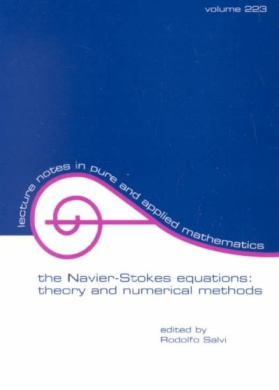 volume 223
lecture notes in pure and applied mathematics
the Navier-Stokes equations:
theory and numerical methods
edited by
Rodolfo Salvi